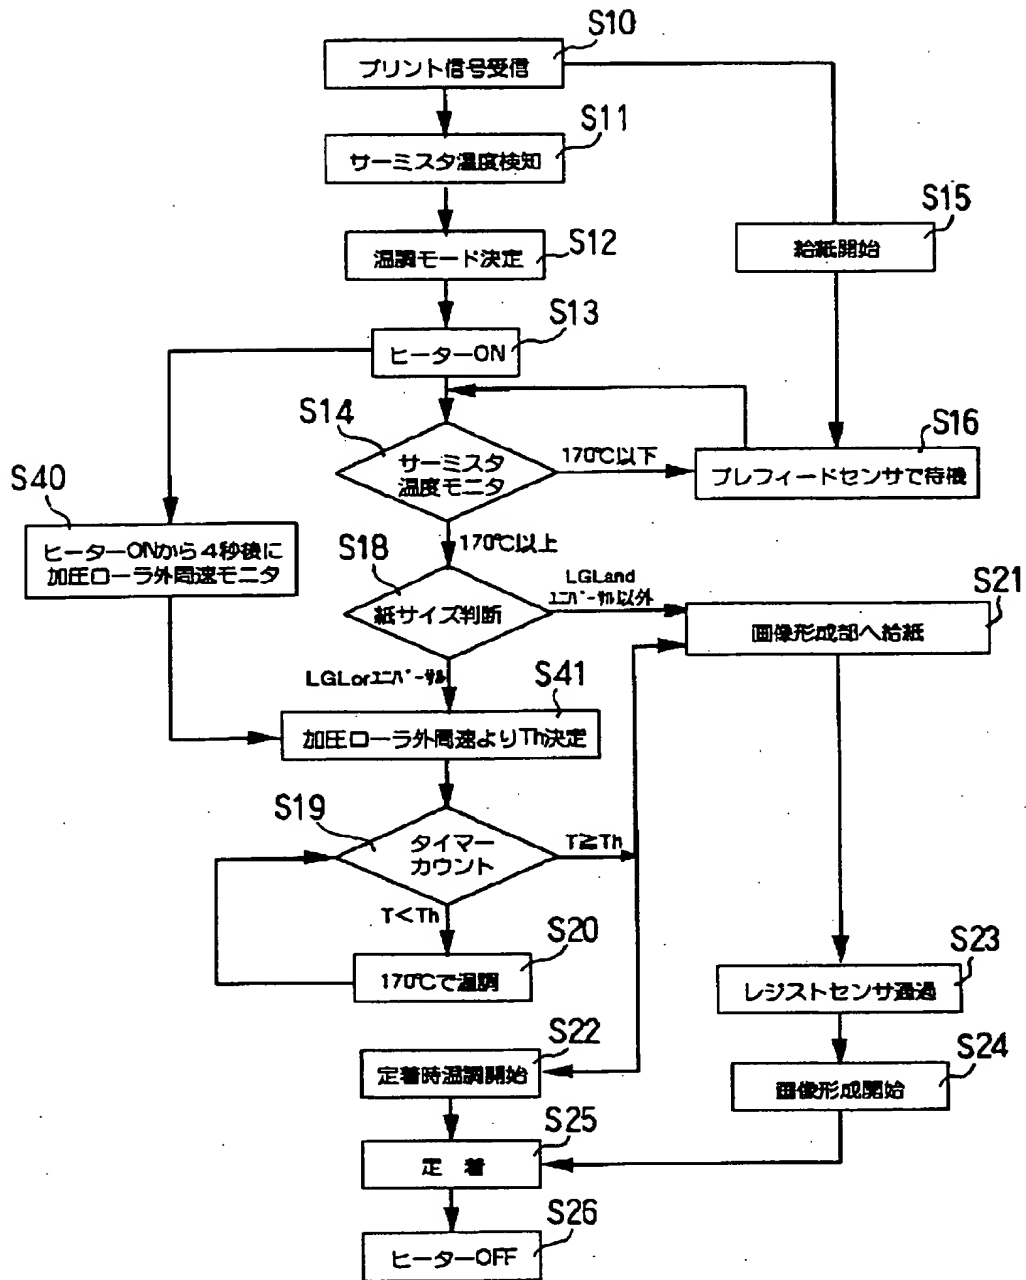 S10
プリント信号受信
S11
サーミスタ温度検知
S15
給紙開始
S12
温調モード決定
S13
ヒーターON
S14
サーミスタ
温度モニタ
170℃以下
S16
プレフィードセンサで待機
S40
ヒーターONから4秒後に
加圧ローラ外周速モニタ
170℃以上
S18
紙サイズ判断
LGLand
ユニバーサル以外
S21
画像形成部へ給紙
LGLorユニバーサル
S41
加圧ローラ外周速よりTh決定
S19
タイマー
カウント
T≧Th
T<Th
S20
170℃で温調
S23
レジストセンサ通過
S22
定着時温調開始
S24
画像形成開始
S25
定 着
S26
ヒーターOFF